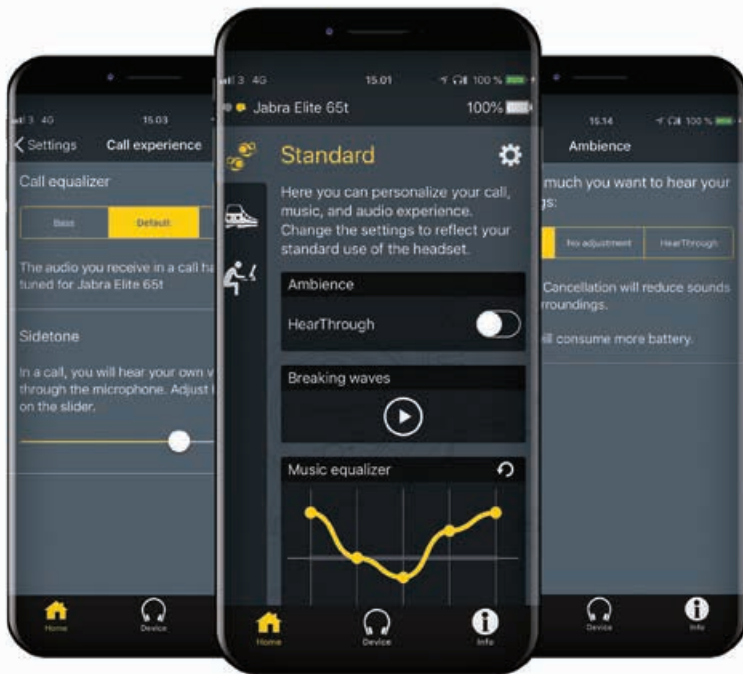 3 4G 15.03
Settings Call experience
Call equalizer
Bass Default
The audio you receive in a call ha
tuned for Jabra Elite 65t
Sidetone
In a call, you will hear your own v
through the microphone. Adjust
on the slider.
Home Device
3 4G 15.01 100 %
Jabra Elite 65t 100%
Standard
Here you can personalize your call,
music, and audio experience.
Change the settings to reflect your
standard use of the headset.
Ambience
HearThrough
Breaking waves
Music equalizer
Home Device Info
15.14 100 %
Ambience
much you want to hear your
gs:
No adjustment HearThrough
Cancellation will reduce sounds
roundings.
ill consume more battery.
Device Info